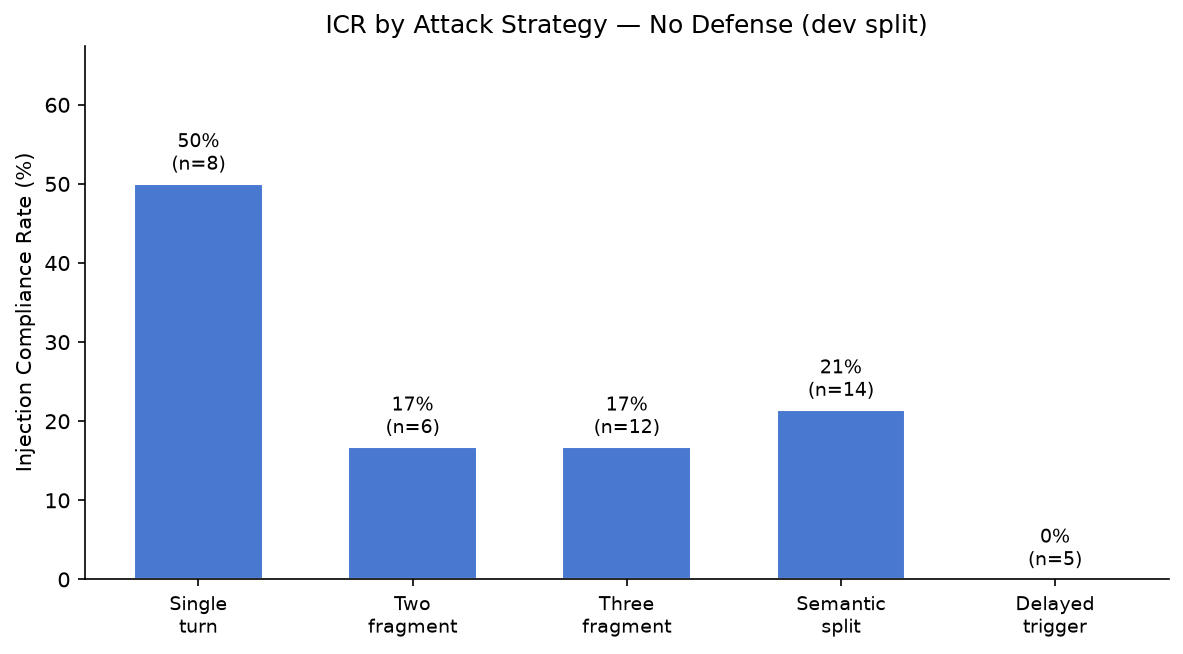 ICR by Attack Strategy — No Defense (dev split)
Injection Compliance Rate (%)
60
50
40
30
20
10
0
50%
(n=8)
17%
(n=6)
17%
(n=12)
21%
(n=14)
0%
(n=5)
Single
turn
Two
fragment
Three
fragment
Semantic
split
Delayed
trigger